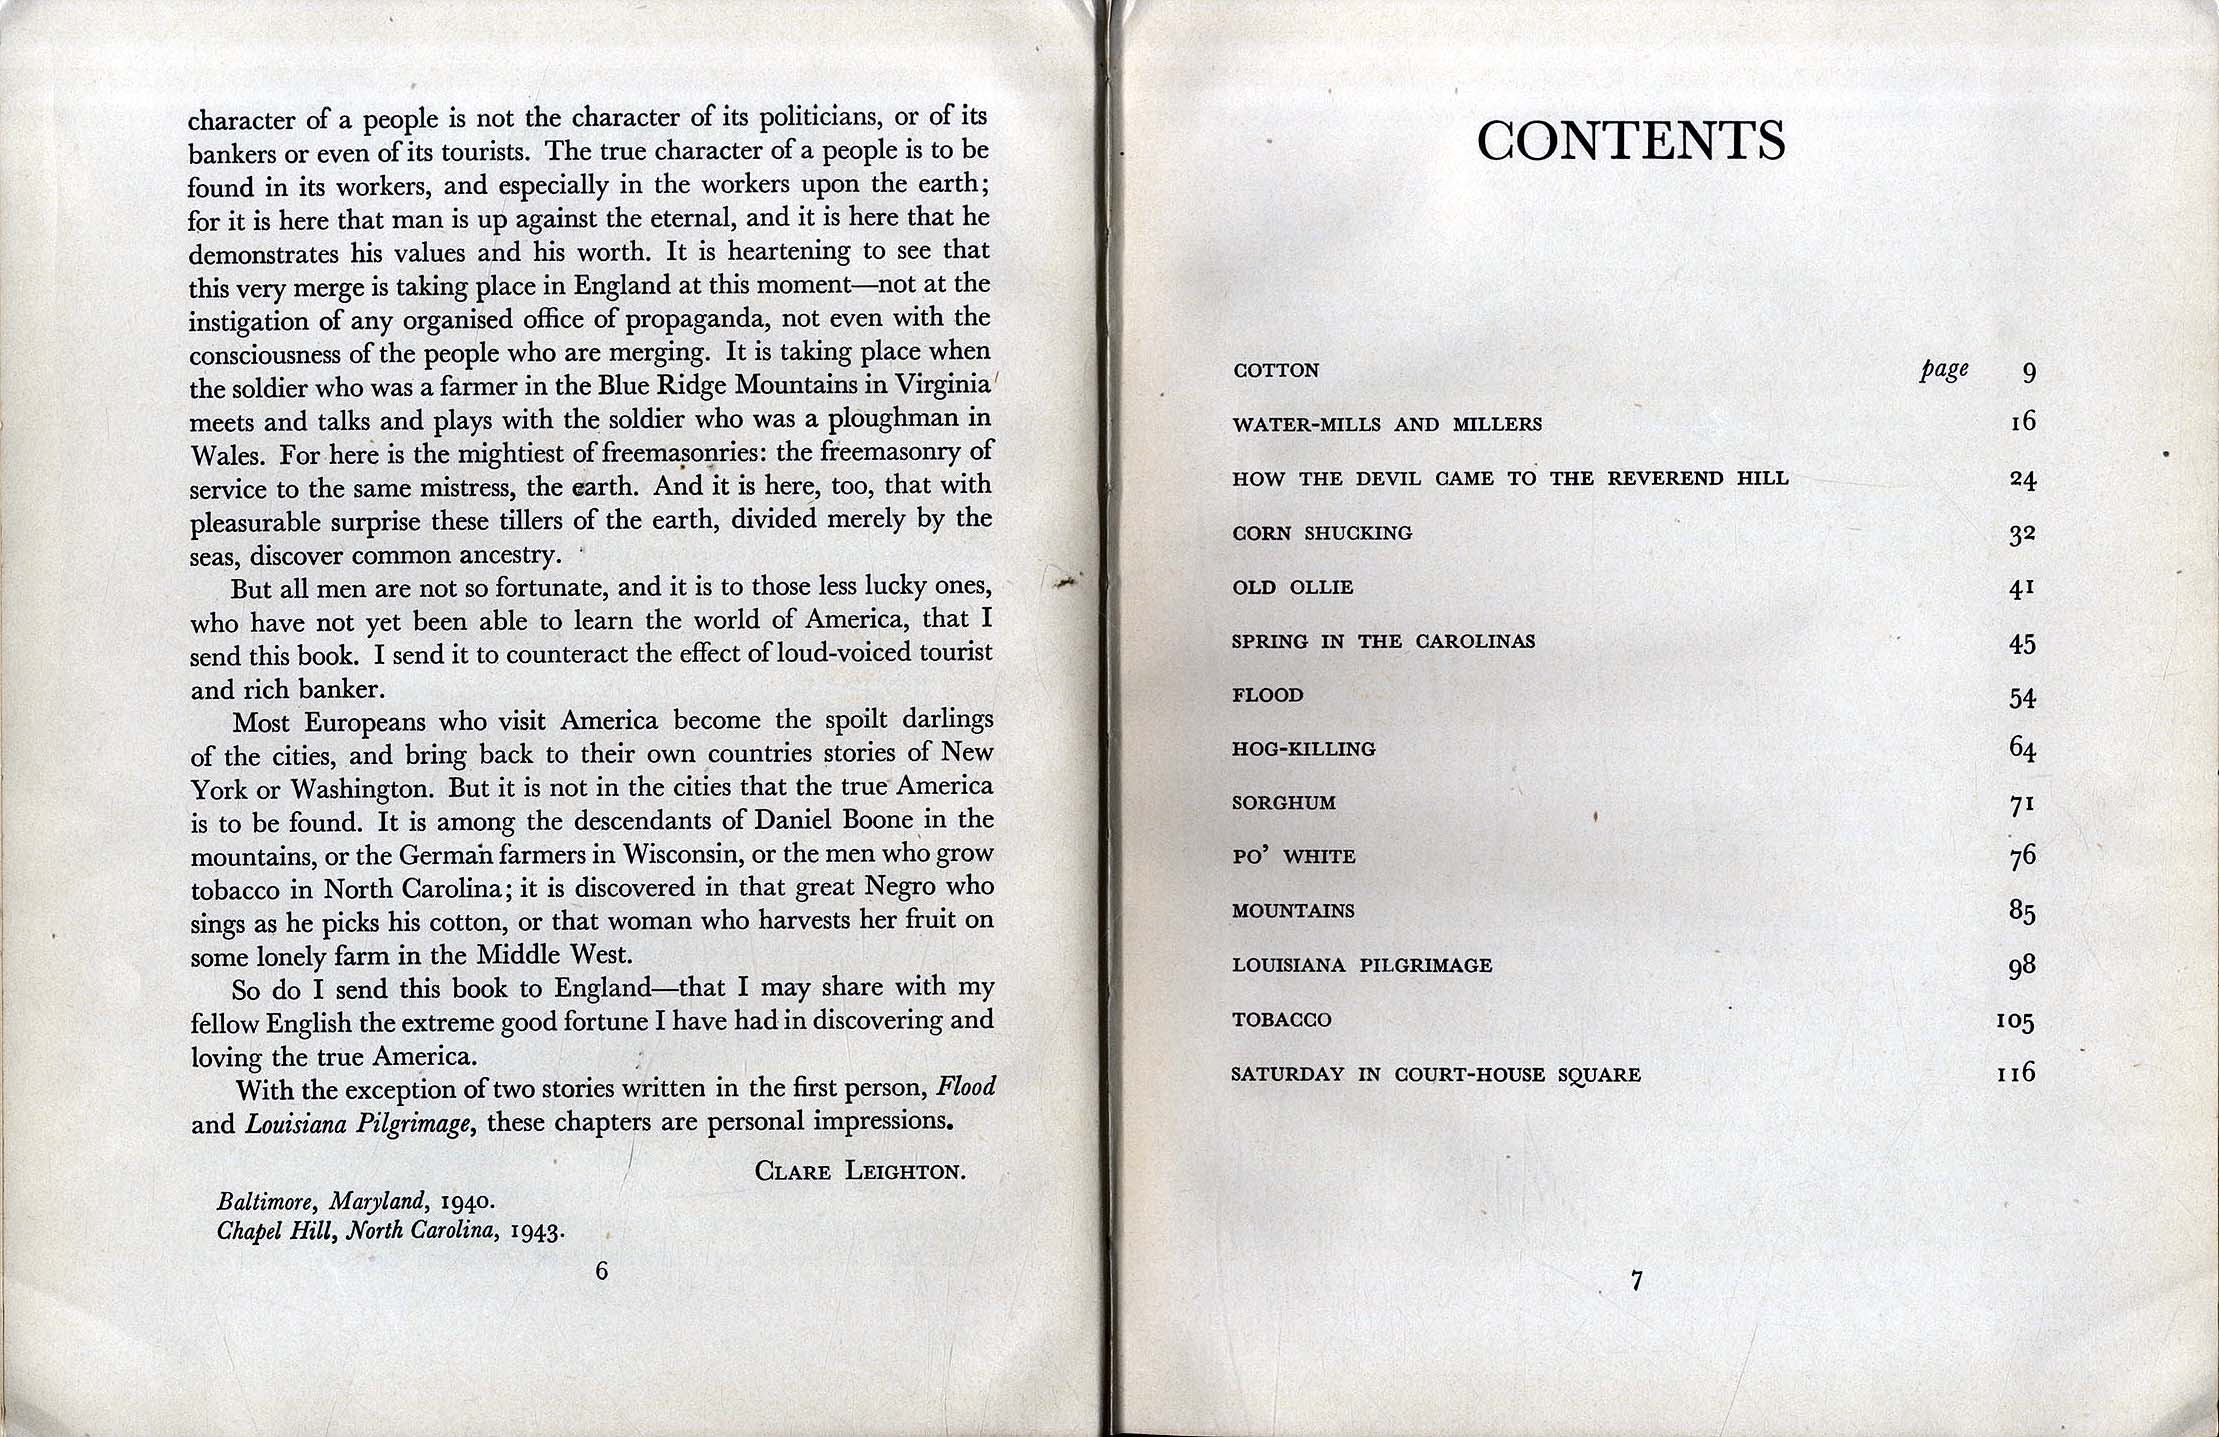 character of a people is not the character of its politicians, or of its
bankers or even of its tourists. The true character of a people is to be
found in its workers, and especially in the workers upon the earth;
for it is here that man is up against the eternal, and it is here that he
demonstrates his values and his worth. It is heartening to see that
this very merge is taking place in England at this moment—not at the
instigation of any organised office of propaganda, not even with the
consciousness of the people who are merging. It is taking place when
the soldier who was a farmer in the Blue Ridge Mountains in Virginia
meets and talks and plays with the soldier who was a ploughman in
Wales. For here is the mightiest of freemasonries: the freemasonry of
service to the same mistress, the earth. And it is here, too, that with
pleasurable surprise these tillers of the earth, divided merely by the
seas, discover common ancestry.
But all men are not so fortunate, and it is to those less lucky ones,
who have not yet been able to learn the world of America, that I
send this book. I send it to counteract the effect of loud-voiced tourist
and rich banker.
Most Europeans who visit America become the spoilt darlings
of the cities, and bring back to their own countries stories of New
York or Washington. But it is not in the cities that the true America
is to be found. It is among the descendants of Daniel Boone in the
mountains, or the German farmers in Wisconsin, or the men who grow
tobacco in North Carolina; it is discovered in that great Negro who
sings as he picks his cotton, or that woman who harvests her fruit on
some lonely farm in the Middle West.
So do I send this book to England—that I may share with my
fellow English the extreme good fortune I have had in discovering and
loving the true America.
With the exception of two stories written in the first person, Flood
and Louisiana Pilgrimage, these chapters are personal impressions.
CLARE LEIGHTON.
Baltimore, Maryland, 1940.
Chapel Hill, North Carolina, 1943.
6
CONTENTS
COTTON page 9
WATER-MILLS AND MILLERS 16
HOW THE DEVIL CAME TO THE REVEREND HILL 24
CORN SHUCKING 32
OLD OLLIE 41
SPRING IN THE CAROLINAS 45
FLOOD 54
HOG-KILLING 64
SORGHUM 71
PO' WHITE 76
MOUNTAINS 85
LOUISIANA PILGRIMAGE 98
TOBACCO 105
SATURDAY IN COURT-HOUSE SQUARE 116
7